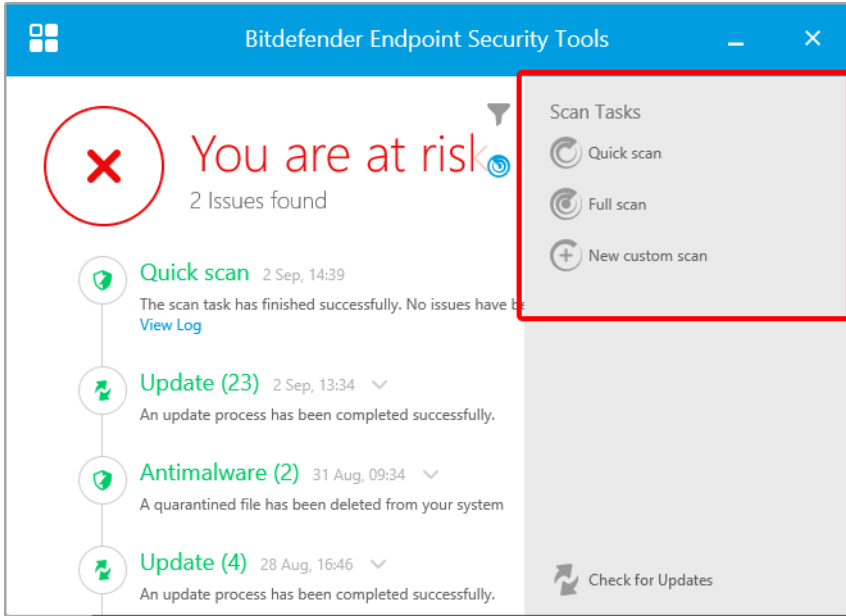 Bitdefender Endpoint Security Tools
You are at risk
2 Issues found
Quick scan 2 Sep, 14:39
The scan task has finished successfully. No issues have
View Log
Update (23) 2 Sep, 13:34
An update process has been completed successfully.
Antimalware (2) 31 Aug, 09:34
A quarantined file has been deleted from your system
Update (4) 28 Aug, 16:46
An update process has been completed successfully.
Scan Tasks
Quick scan
Full scan
New custom scan
Check for Updates